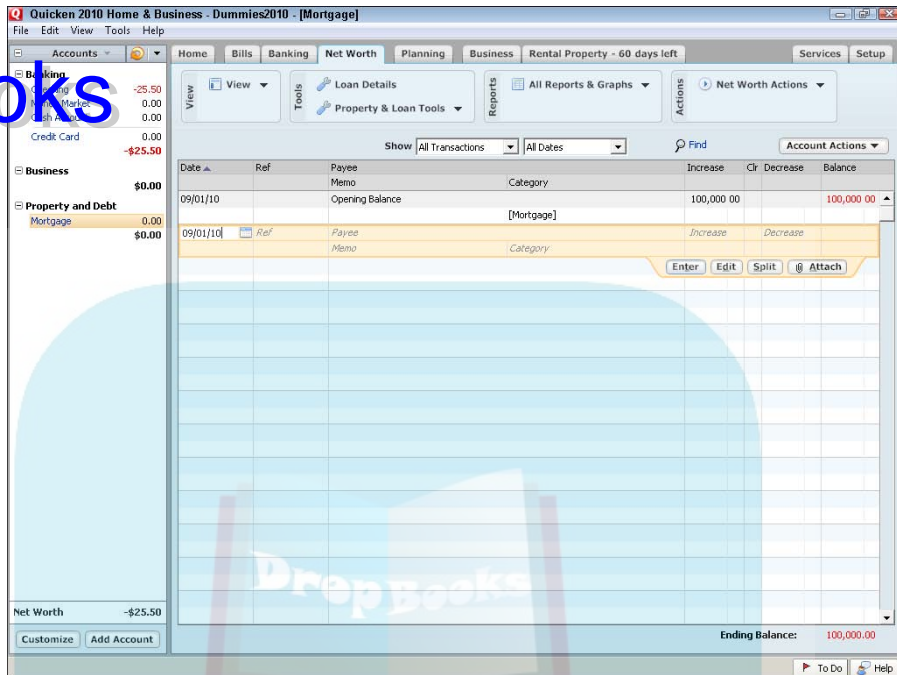 Quicken 2010 Home & Business - Dummies2010 - [Mortgage]
File Edit View Tools Help
Accounts
Home Bills Banking Net Worth Planning Business Rental Property - 60 days left Services Setup
Banking
-25.50
Market 0.00
0.00
Credit Card 0.00
-$25.50
Business
$0.00
Property and Debt
Mortgage 0.00
$0.00
oks
View
View
Tools
Loan Details
Property & Loan Tools
Reports
All Reports & Graphs
Actions
Net Worth Actions
Show All Transactions All Dates Find Account Actions
Date Ref Payee Increase Clr Decrease Balance
Memo Category
09/01/10 Opening Balance 100,000 00 100,000 00
[Mortgage]
09/01/10 Ref Payee Increase Decrease
Memo Category
Enter Edit Split Attach
DropBooks
Net Worth -$25.50
Customize Add Account
Ending Balance: 100,000.00
To Do Help